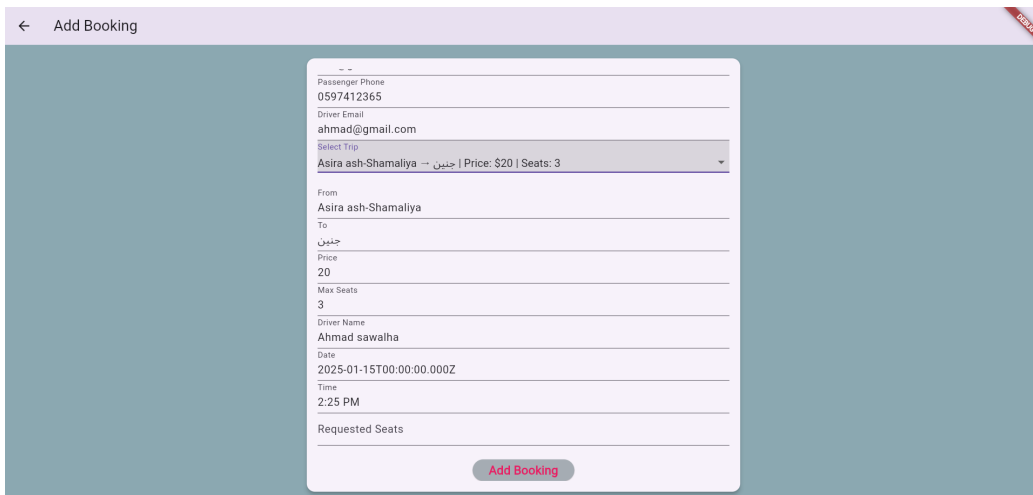 Add Booking
DEBUG
Passenger Phone
0597412365
Driver Email
ahmad@gmail.com
Select Trip
Asira ash-Shamaliya → جنين | Price: $20 | Seats: 3
From
Asira ash-Shamaliya
To
جنين
Price
20
Max Seats
3
Driver Name
Ahmad sawalha
Date
2025-01-15T00:00:00.000Z
Time
2:25 PM
Requested Seats
Add Booking